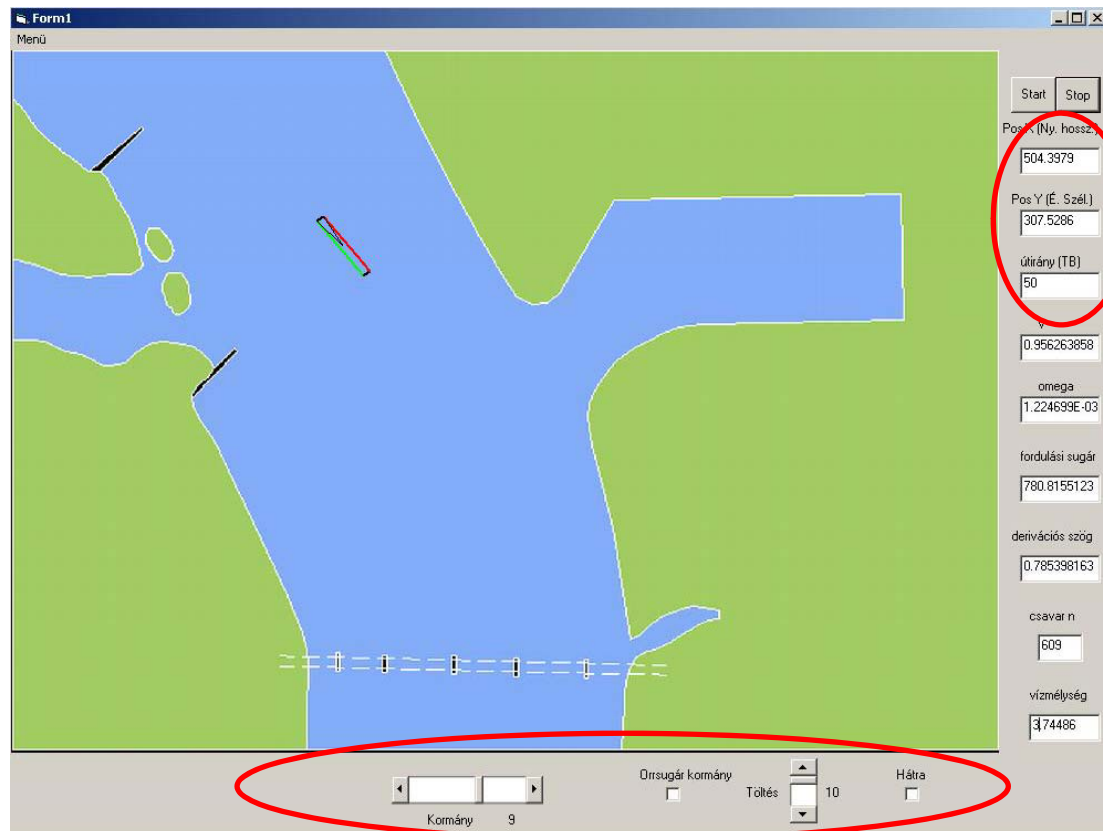 Form1
Menü
Start Stop
Pos X (Ny. hossz.)
504.3979
Pos Y (É. Szél.)
307.5286
útirány (TB)
50
v
0.956263858
omega
1.224699E-03
fordulási sugár
780.8155123
derivációs szög
0.785398163
csavar n
609
vízmélység
3,74486
Orrsugár kormány
Töltés 10
Hátra
Kormány 9